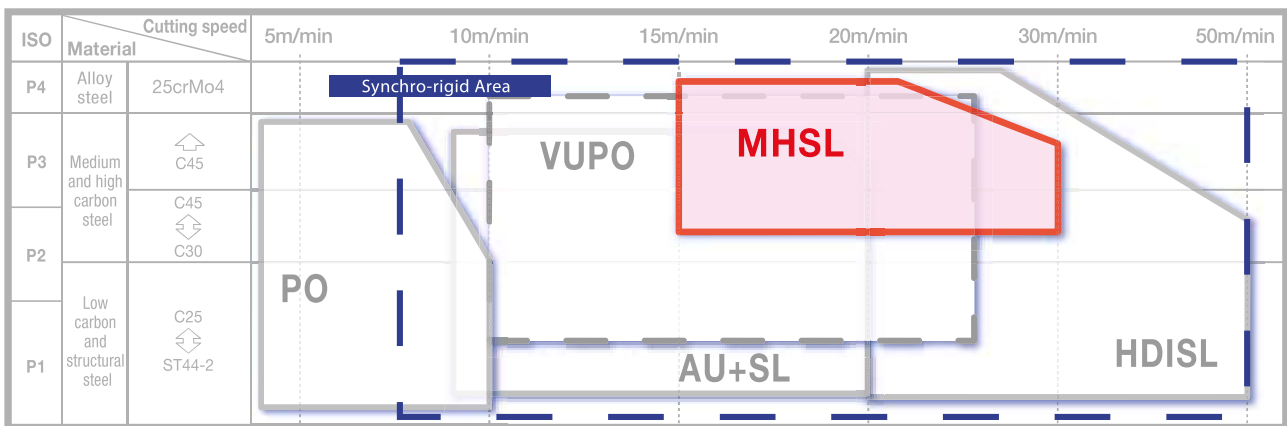 ISO
Cutting speed
Material
5m/min
10m/min
15m/min
20m/min
30m/min
50m/min
P4
Alloy
steel
25crMo4
Synchro-rigid Area
P3
Medium
and high
carbon
steel
C45
C45
C30
P2
P1
Low
carbon
and
structural
steel
C25
ST44-2
PO
VUPO
MHSL
AU+SL
HDISL